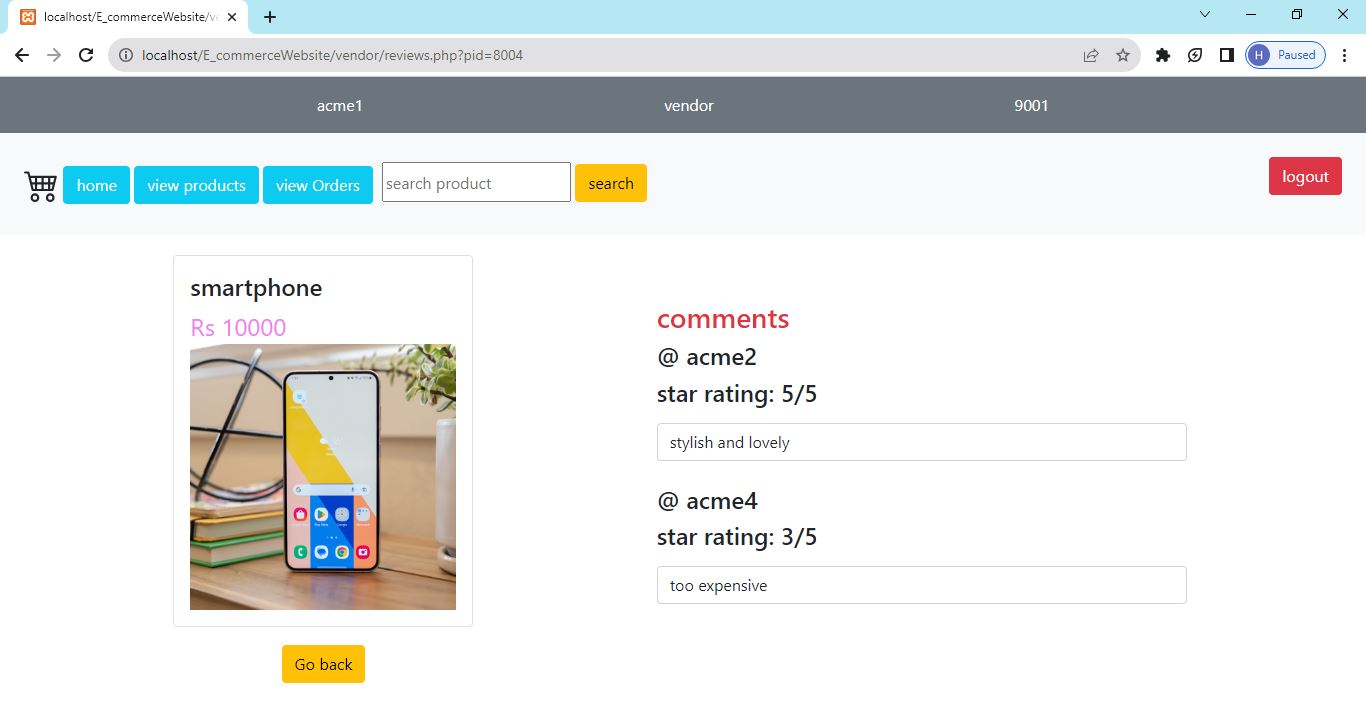 localhost/E_commerceWebsite/ve
localhost/E_commerceWebsite/vendor/reviews.php?pid=8004
H Paused
acme1 vendor 9001
home view products view Orders search product search logout
smartphone
Rs 10000
Go back
comments
@ acme2
star rating: 5/5
stylish and lovely
@ acme4
star rating: 3/5
too expensive